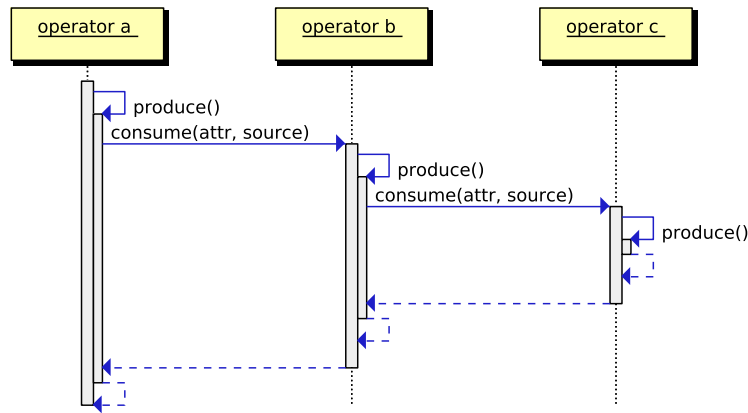 operator a
operator b
operator c
produce()
consume(attr, source)
produce()
consume(attr, source)
produce()